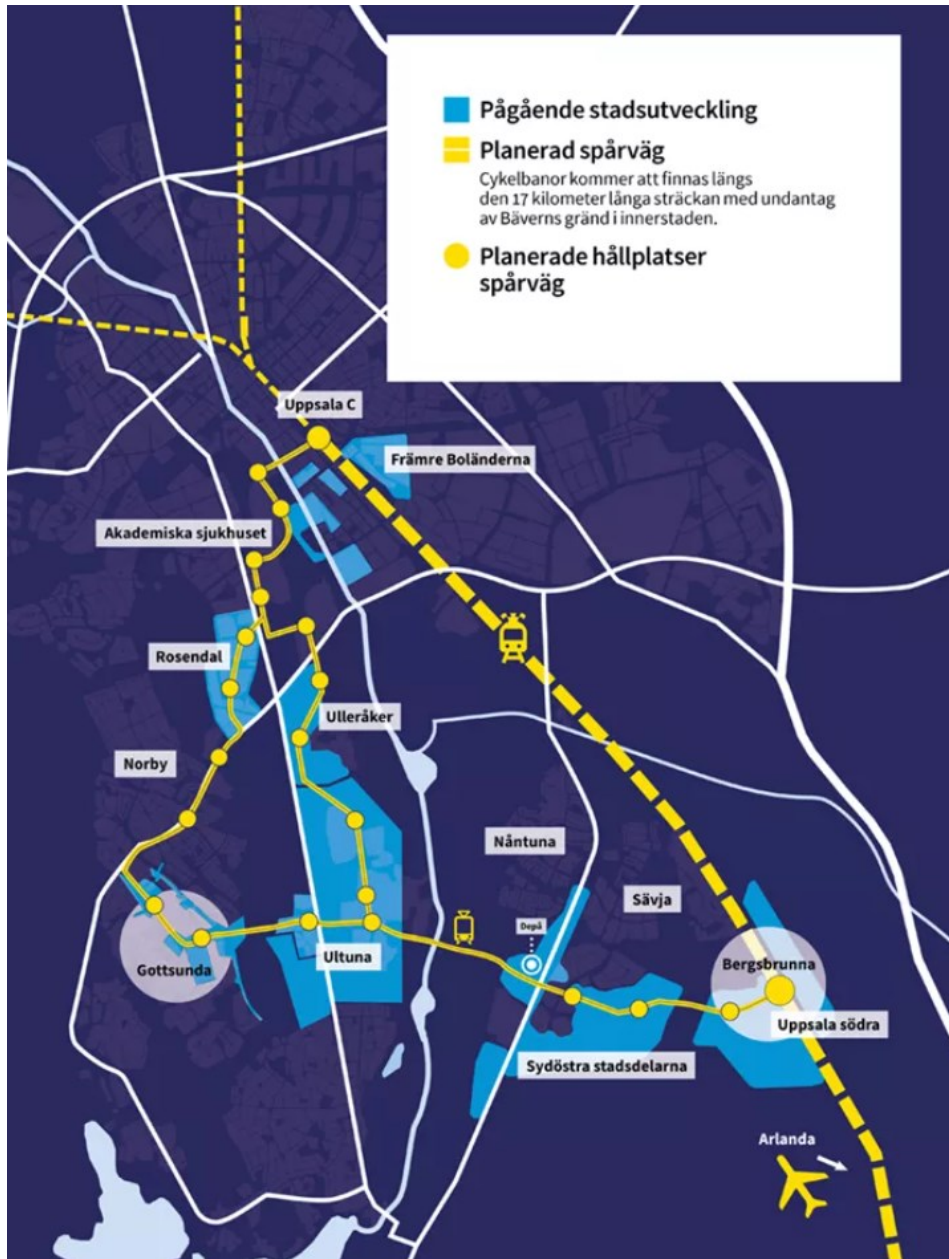 Pågående stadsutveckling
Planerad spårväg
Cykelbanor kommer att finnas längs
den 17 kilometer långa sträckan med undantag
av Bäverns gränd i innerstaden.
Planerade hållplatser
spårväg
Uppsala C
Främre Boländerna
Akademiska sjukhuset
Rosendal
Ulleråker
Norby
Nåntuna
Sävja
Depå
Ultuna
Gottsunda
Bergsbrunna
Uppsala södra
Sydöstra stadsdelarna
Arlanda